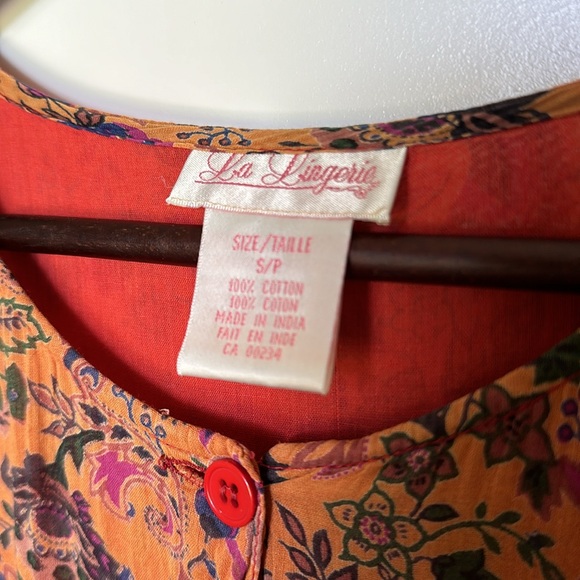 La Lingerie
SIZE/TAILLE
S/P
100% COTTON
100% COTON
MADE IN INDIA
FAIT EN INDE
CA 00234